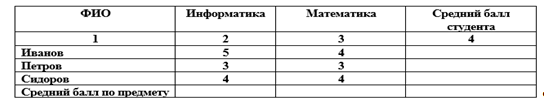 ФИО Информатика Математика Средний балл студента
1 2 3 4
Иванов 5 4
Петров 3 3
Сидоров 4 4
Средний балл по предмету